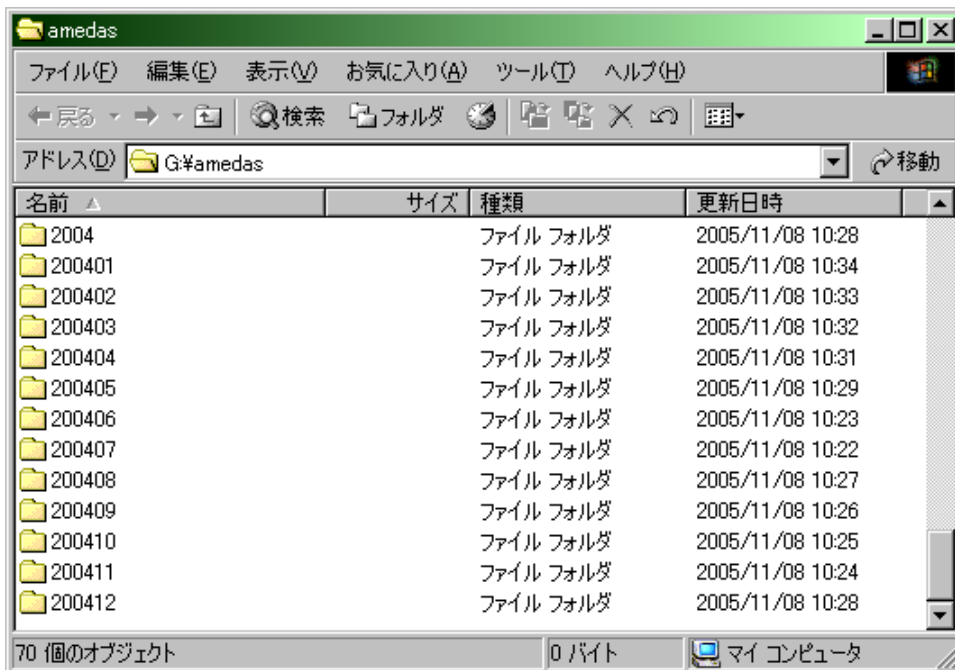 amedas
ファイル(F) 編集(E) 表示(V) お気に入り(A) ツール(T) ヘルプ(H)
戻る 検索 フォルダ
アドレス(D) G:¥amedas 移動
名前 サイズ 種類 更新日時
2004 ファイル フォルダ 2005/11/08 10:28
200401 ファイル フォルダ 2005/11/08 10:34
200402 ファイル フォルダ 2005/11/08 10:33
200403 ファイル フォルダ 2005/11/08 10:32
200404 ファイル フォルダ 2005/11/08 10:31
200405 ファイル フォルダ 2005/11/08 10:29
200406 ファイル フォルダ 2005/11/08 10:23
200407 ファイル フォルダ 2005/11/08 10:22
200408 ファイル フォルダ 2005/11/08 10:27
200409 ファイル フォルダ 2005/11/08 10:26
200410 ファイル フォルダ 2005/11/08 10:25
200411 ファイル フォルダ 2005/11/08 10:24
200412 ファイル フォルダ 2005/11/08 10:28
70 個のオブジェクト 0 バイト マイ コンピュータ